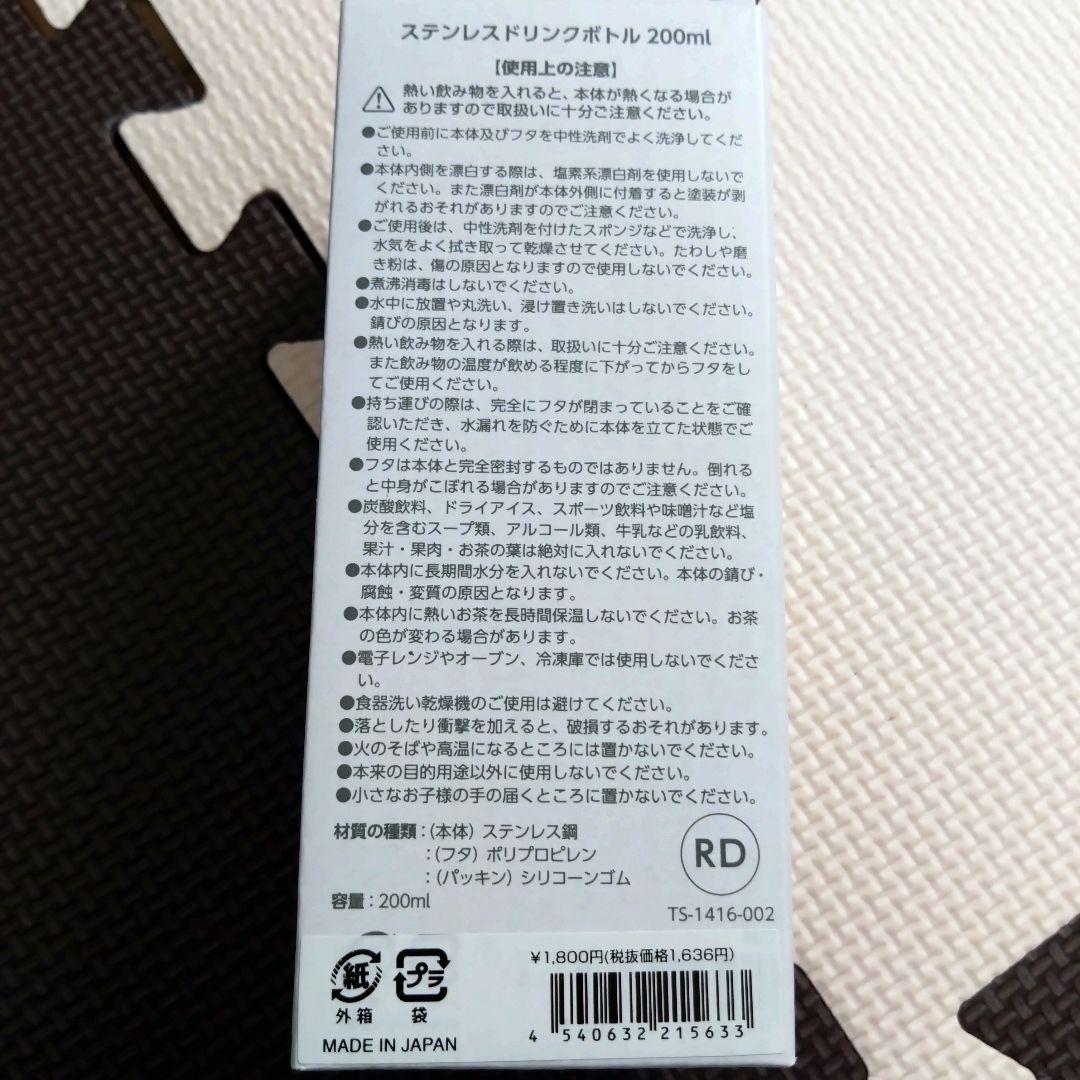 ステンレスドリンクボトル 200ml
【使用上の注意】
熱い飲み物を入れると、本体が熱くなる場合が
ありますので取扱いに十分ご注意ください。
●ご使用前に本体及びフタを中性洗剤でよく洗浄してくだ
さい。
●本体内側を漂白する際は、塩素系漂白剤を使用しないで
ください。また漂白剤が本体外側に付着すると塗装が剥
がれるおそれがありますのでご注意ください。
●ご使用後は、中性洗剤を付けたスポンジなどで洗浄し、
水気をよく拭き取って乾燥させてください。たわしや磨
き粉は、傷の原因となりますので使用しないでください。
●煮沸消毒はしないでください。
●水中に放置や丸洗い、浸け置き洗いはしないでください。
錆びの原因となります。
●熱い飲み物を入れる際は、取扱いに十分ご注意ください。
また飲み物の温度が飲める程度に下がってからフタをし
てご使用ください。
●持ち運びの際は、完全にフタが閉まっていることをご確
認いただき、水漏れを防ぐために本体を立てた状態でご
使用ください。
●フタは本体と完全密封するものではありません。倒れる
と中身がこぼれる場合がありますのでご注意ください。
●炭酸飲料、ドライアイス、スポーツ飲料や味噌汁など塩
分を含むスープ類、アルコール類、牛乳などの乳飲料、
果汁・果肉・お茶の葉は絶対に入れないでください。
●本体内に長期間水分を入れないでください。本体の錆び・
腐蝕・変質の原因となります。
●本体内に熱いお茶を長時間保温しないでください。お茶
の色が変わる場合があります。
●電子レンジやオーブン、冷凍庫では使用しないでくださ
い。
●食器洗い乾燥機のご使用は避けてください。
●落としたり衝撃を加えると、破損するおそれがあります。
●火のそばや高温になるところには置かないでください。
●本来の目的用途以外に使用しないでください。
●小さなお子様の手の届くところに置かないでください。
材質の種類：（本体）ステンレス鋼
：（フタ）ポリプロピレン
：（パッキン）シリコーンゴム
容量：200ml
RD
TS-1416-002
¥1,800円(税抜価格1,636円)
紙
外箱
プラ
袋
MADE IN JAPAN
4 540632 215633